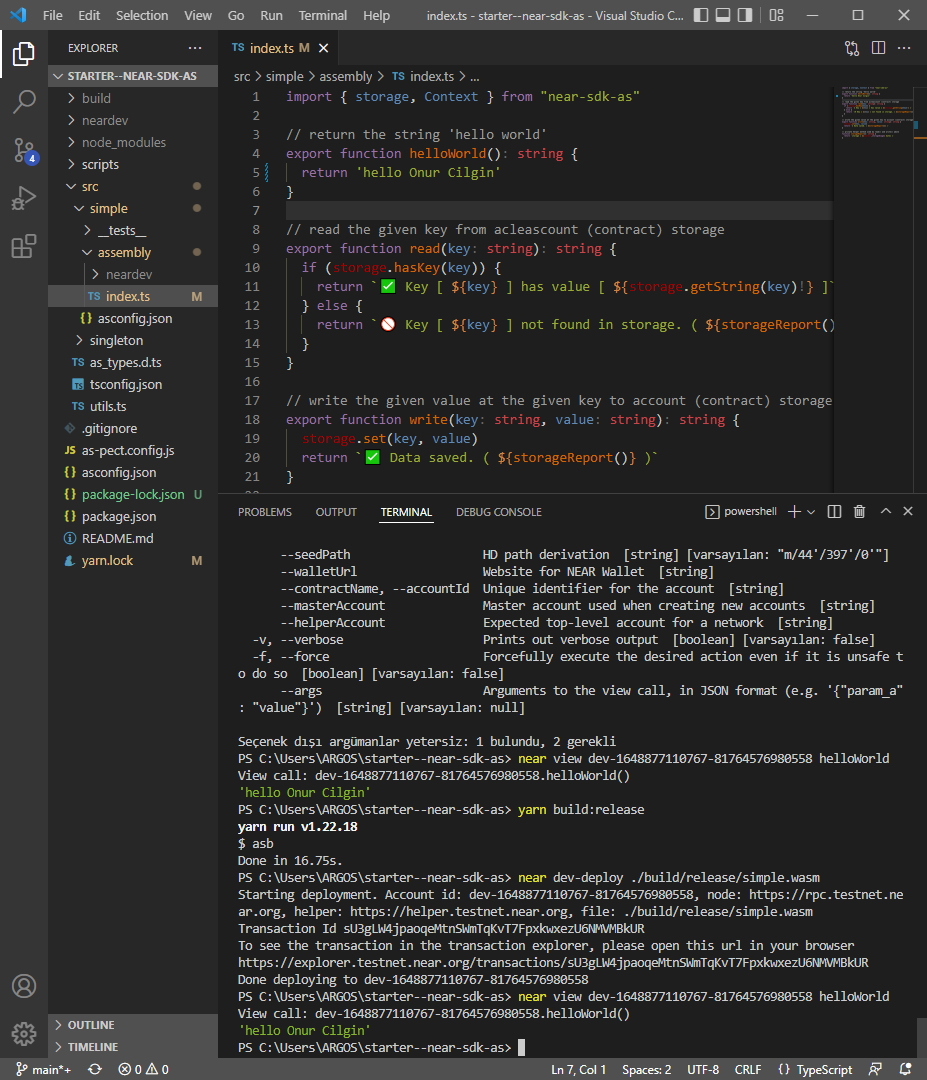 File Edit Selection View Go Run Terminal Help index.ts - starter--near-sdk-as - Visual Studio C...
EXPLORER ...
TS index.ts M
STARTER--NEAR-SDK-AS
src > simple > assembly > TS index.ts > ...
build
neardev
node_modules
scripts
src
simple
__tests__
assembly
neardev
TS index.ts M
{} asconfig.json
singleton
TS as_types.d.ts
TS tsconfig.json
TS utils.ts
.gitignore
JS as-pect.config.js
{} asconfig.json
{} package-lock.json U
{} package.json
README.md
yarn.lock M
OUTLINE
TIMELINE
4
1 import { storage, Context } from "near-sdk-as"
2
3 // return the string 'hello world'
4 export function helloWorld(): string {
5 return 'hello Onur Cilgin'
6 }
7
8 // read the given key from acleascount (contract) storage
9 export function read(key: string): string {
10 if (storage.hasKey(key)) {
11 return `✅ Key [ ${key} ] has value [ ${storage.getString(key)!} ]`
12 } else {
13 return `🚫 Key [ ${key} ] not found in storage. ( ${storageReport()
14 }
15 }
16
17 // write the given value at the given key to account (contract) storage
18 export function write(key: string, value: string): string {
19 storage.set(key, value)
20 return `✅ Data saved. ( ${storageReport()} )`
21 }
PROBLEMS OUTPUT TERMINAL DEBUG CONSOLE powershell
--seedPath HD path derivation [string] [varsayılan: "m/44'/397'/0'"]
--walletUrl Website for NEAR Wallet [string]
--contractName, --accountId Unique identifier for the account [string]
--masterAccount Master account used when creating new accounts [string]
--helperAccount Expected top-level account for a network [string]
-v, --verbose Prints out verbose output [boolean] [varsayılan: false]
-f, --force Forcefully execute the desired action even if it is unsafe t
o do so [boolean] [varsayılan: false]
--args Arguments to the view call, in JSON format (e.g. '{"param_a"
: "value"}') [string] [varsayılan: null]
Seçenek dışı argümanlar yetersiz: 1 bulundu, 2 gerekli
PS C:\Users\ARGOS\starter--near-sdk-as> near view dev-1648877110767-81764576980558 helloWorld
View call: dev-1648877110767-81764576980558.helloWorld()
'hello Onur Cilgin'
PS C:\Users\ARGOS\starter--near-sdk-as> yarn build:release
yarn run v1.22.18
$ asb
Done in 16.75s.
PS C:\Users\ARGOS\starter--near-sdk-as> near dev-deploy ./build/release/simple.wasm
Starting deployment. Account id: dev-1648877110767-81764576980558, node: https://rpc.testnet.ne
ar.org, helper: https://helper.testnet.near.org, file: ./build/release/simple.wasm
Transaction Id sU3gLW4jpaoqeMtnSWmTqKvT7FpxkwxezU6NMVMBkUR
To see the transaction in the transaction explorer, please open this url in your browser
https://explorer.testnet.near.org/transactions/sU3gLW4jpaoqeMtnSWmTqKvT7FpxkwxezU6NMVMBkUR
Done deploying to dev-1648877110767-81764576980558
PS C:\Users\ARGOS\starter--near-sdk-as> near view dev-1648877110767-81764576980558 helloWorld
View call: dev-1648877110767-81764576980558.helloWorld()
'hello Onur Cilgin'
PS C:\Users\ARGOS\starter--near-sdk-as>
main*+ 0 0 Ln 7, Col 1 Spaces: 2 UTF-8 CRLF {} TypeScript